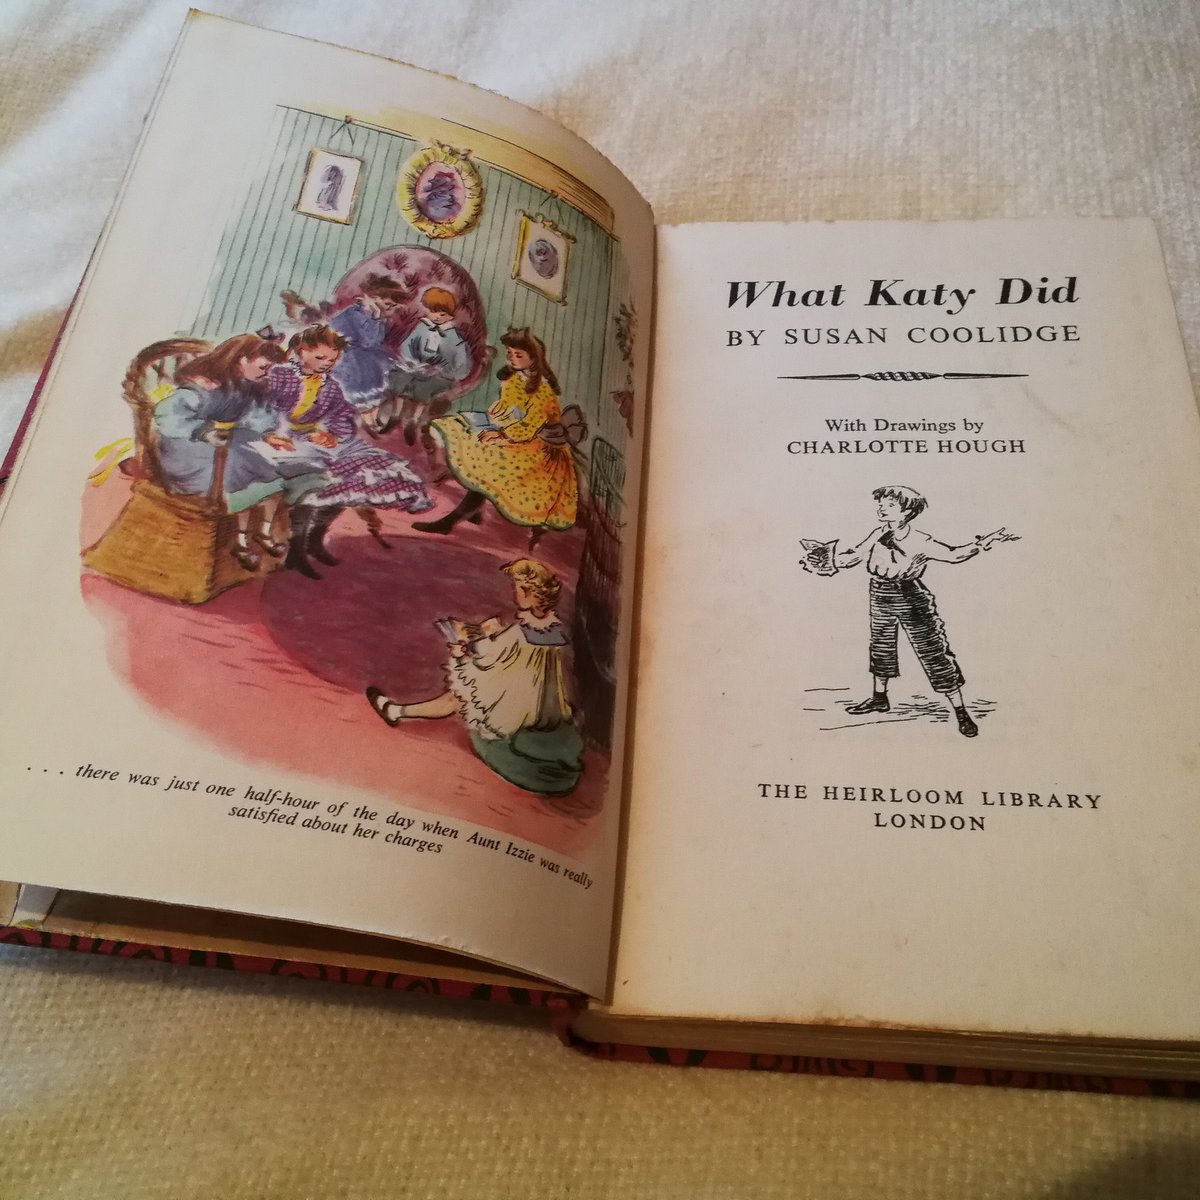 . . . there was just one half-hour of the day when Aunt Izzie was really
satisfied about her charges
What Katy Did
BY SUSAN COOLIDGE
With Drawings by
CHARLOTTE HOUGH
THE HEIRLOOM LIBRARY
LONDON